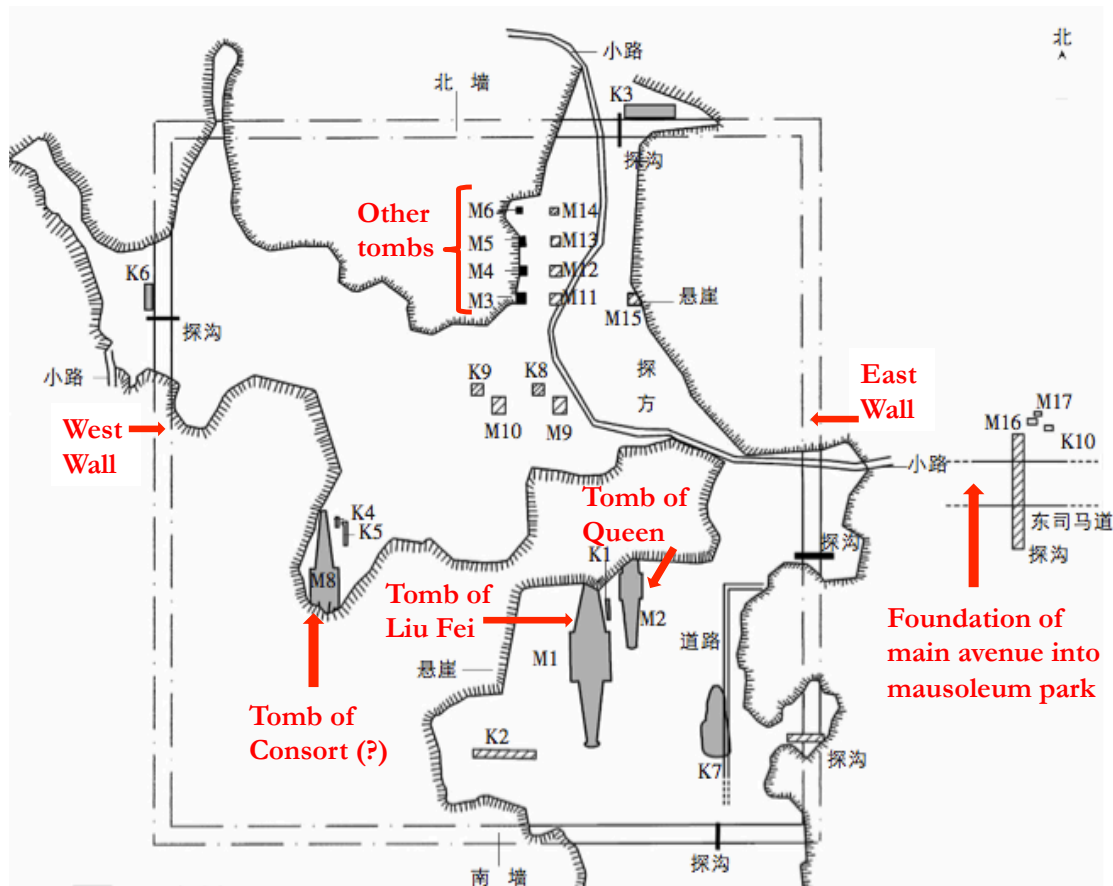 小路
北
北 墙
K3
探沟
Other
tombs
M6
M14
M5
M13
M4
M12
M3
M11
M15
悬崖
K6
探沟
小路
K9
K8
M10
M9
探
方
East
Wall
West
Wall
M17
M16
K10
小路
东司马道
探沟
Tomb of
Queen
K4
K5
M8
K1
M2
探沟
Tomb of
Liu Fei
M1
悬崖
道路
Foundation of
main avenue into
mausoleum park
Tomb of
Consort (?)
K2
K7
探沟
探沟
南 墙